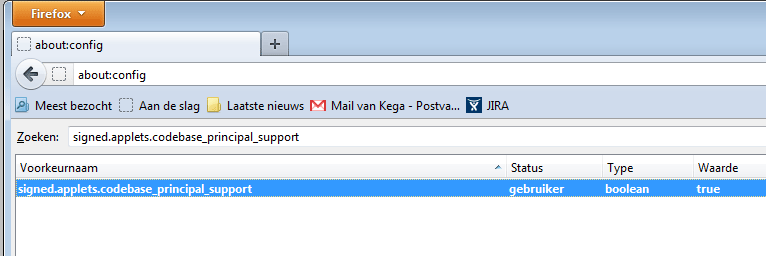 Firefox
about:config
about:config
Meest bezocht Aan de slag Laatste nieuws Mail van Kega - Postva... JIRA
Zoeken: signed.applets.codebase_principal_support
Voorkeurnaam Status Type Waarde
signed.applets.codebase_principal_support gebruiker boolean true